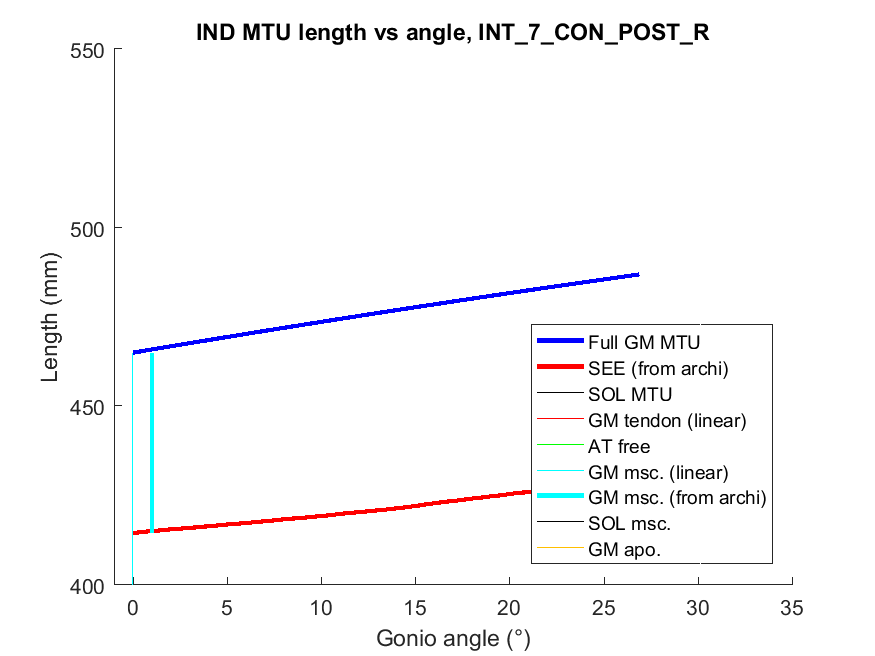 IND MTU length vs angle, INT_7_CON_POST_R
550
500
450
400
Length (mm)
Full GM MTU
SEE (from archi)
SOL MTU
GM tendon (linear)
AT free
GM msc. (linear)
GM msc. (from archi)
SOL msc.
GM apo.
0 5 10 15 20 25 30 35
Gonio angle (°)